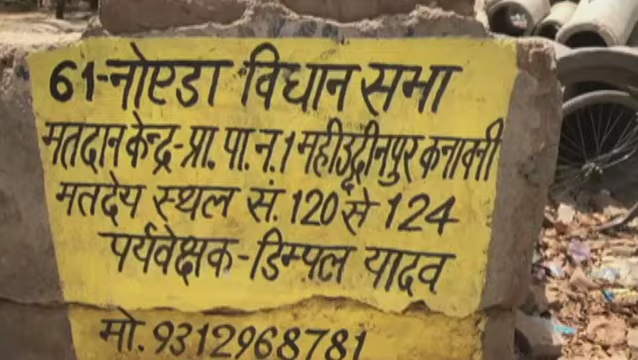 61-नोएडा विधान सभा
मतदान केन्द्र-प्रा. पा. न. 1 महीउद्दीनपुर कनावनी
मतदेय स्थल सं. 120 से 124
पर्यवेक्षक-डिम्पल यादव
मो. 9312968781